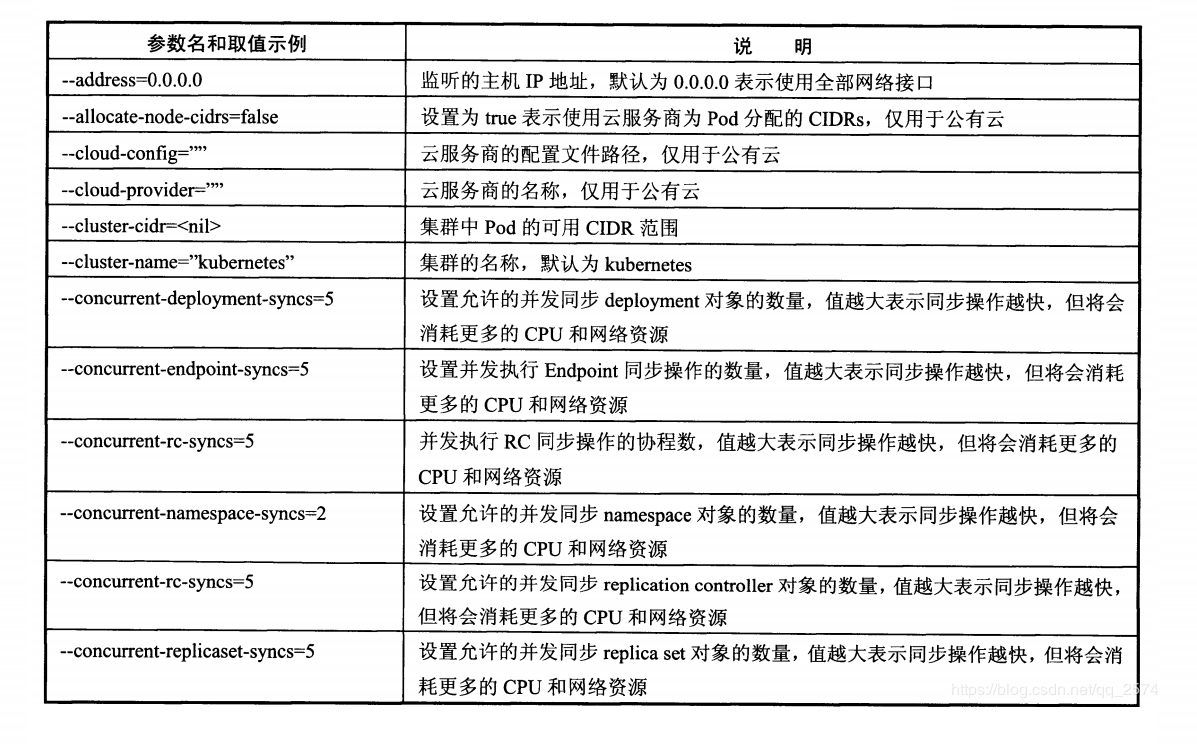 参数名和取值示例 说 明
--address=0.0.0.0 监听的主机 IP 地址，默认为 0.0.0.0 表示使用全部网络接口
--allocate-node-cidrs=false 设置为 true 表示使用云服务商为 Pod 分配的 CIDRs，仅用于公有云
--cloud-config=”” 云服务商的配置文件路径，仅用于公有云
--cloud-provider=”” 云服务商的名称，仅用于公有云
--cluster-cidr=<nil> 集群中 Pod 的可用 CIDR 范围
--cluster-name=”kubernetes” 集群的名称，默认为 kubernetes
--concurrent-deployment-syncs=5 设置允许的并发同步 deployment 对象的数量，值越大表示同步操作越快，但将会
消耗更多的 CPU 和网络资源
--concurrent-endpoint-syncs=5 设置并发执行 Endpoint 同步操作的数量，值越大表示同步操作越快，但将会消耗
更多的 CPU 和网络资源
--concurrent-rc-syncs=5 并发执行 RC 同步操作的协程数，值越大表示同步操作越快，但将会消耗更多的
CPU 和网络资源
--concurrent-namespace-syncs=2 设置允许的并发同步 namespace 对象的数量，值越大表示同步操作越快，但将会
消耗更多的 CPU 和网络资源
--concurrent-rc-syncs=5 设置允许的并发同步 replication controller 对象的数量，值越大表示同步操作越快，
但将会消耗更多的 CPU 和网络资源
--concurrent-replicaset-syncs=5 设置允许的并发同步 replica set 对象的数量，值越大表示同步操作越快，但将会消
耗更多的 CPU 和网络资源
https://blog.csdn.net/qq_2574